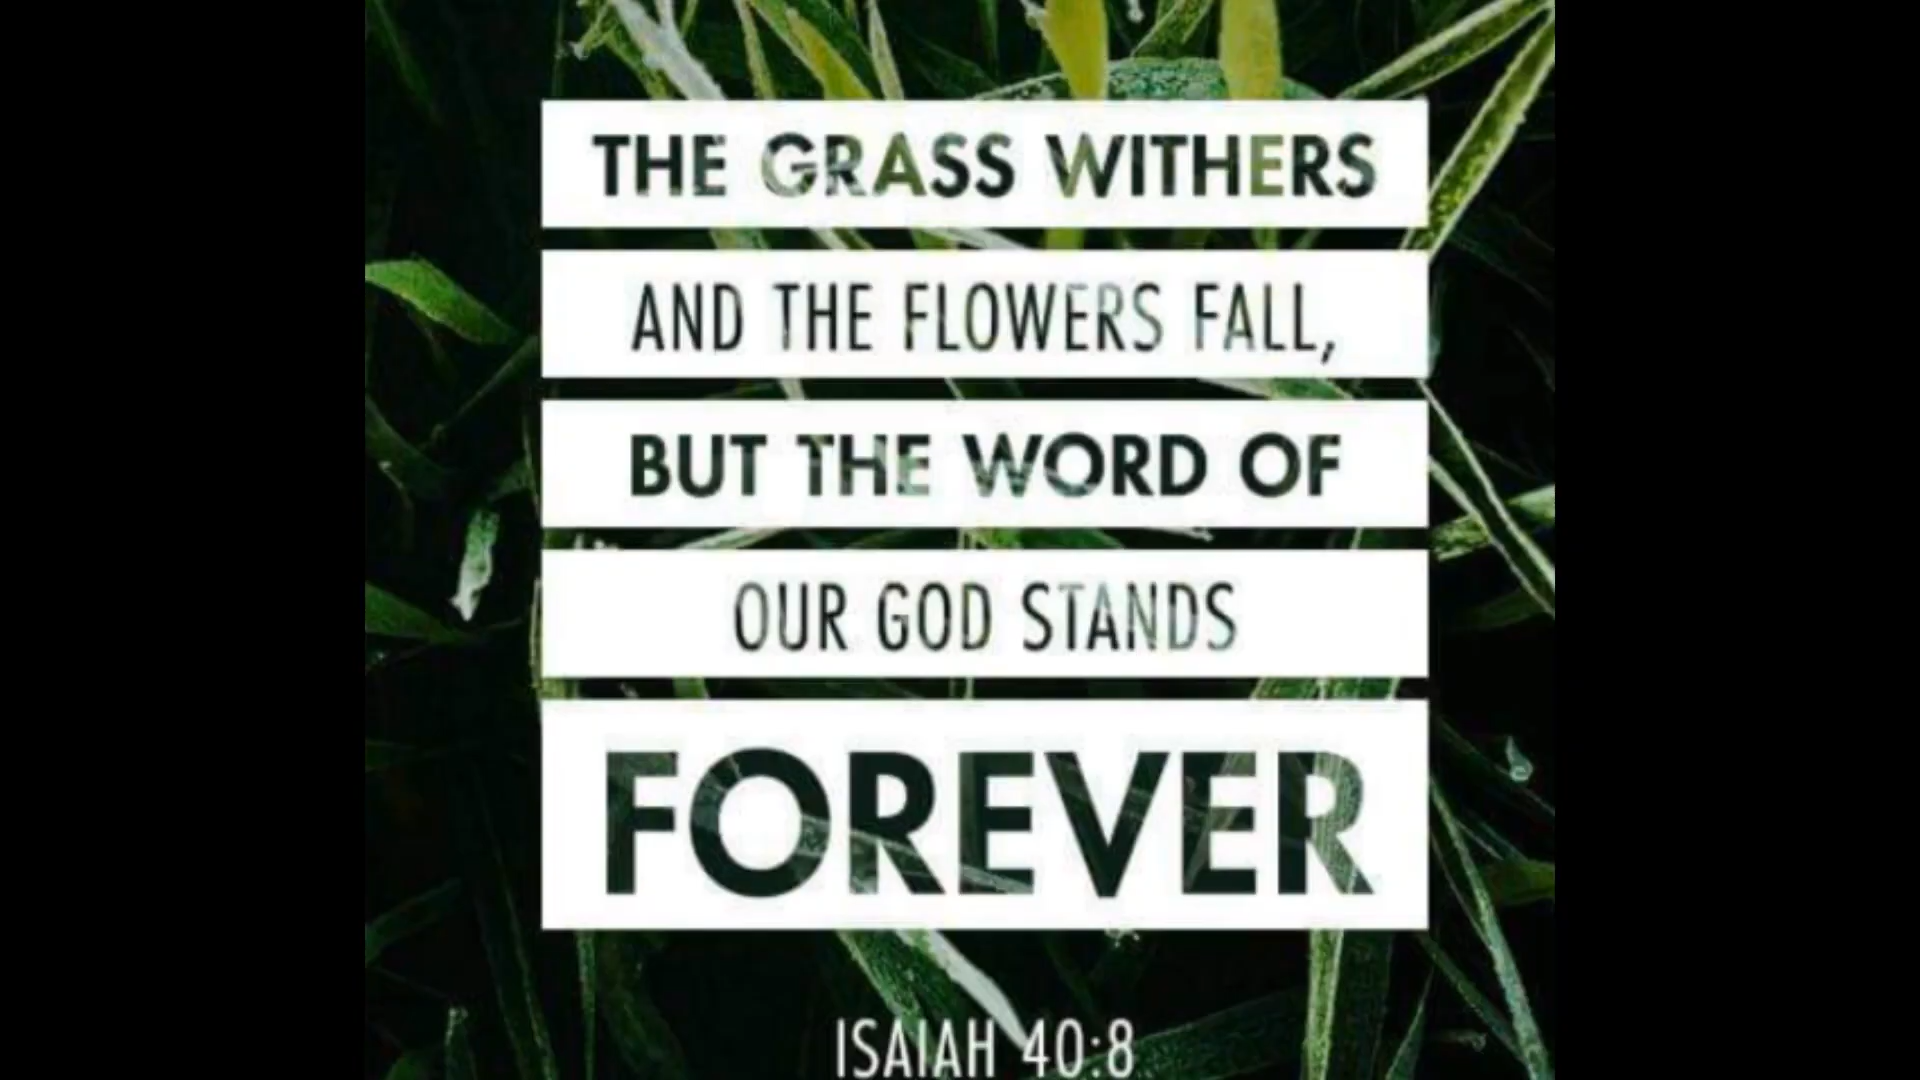 THE GRASS WITHERS
AND THE FLOWERS FALL,
BUT THE WORD OF
OUR GOD STANDS
FOREVER
ISAIAH 40:8